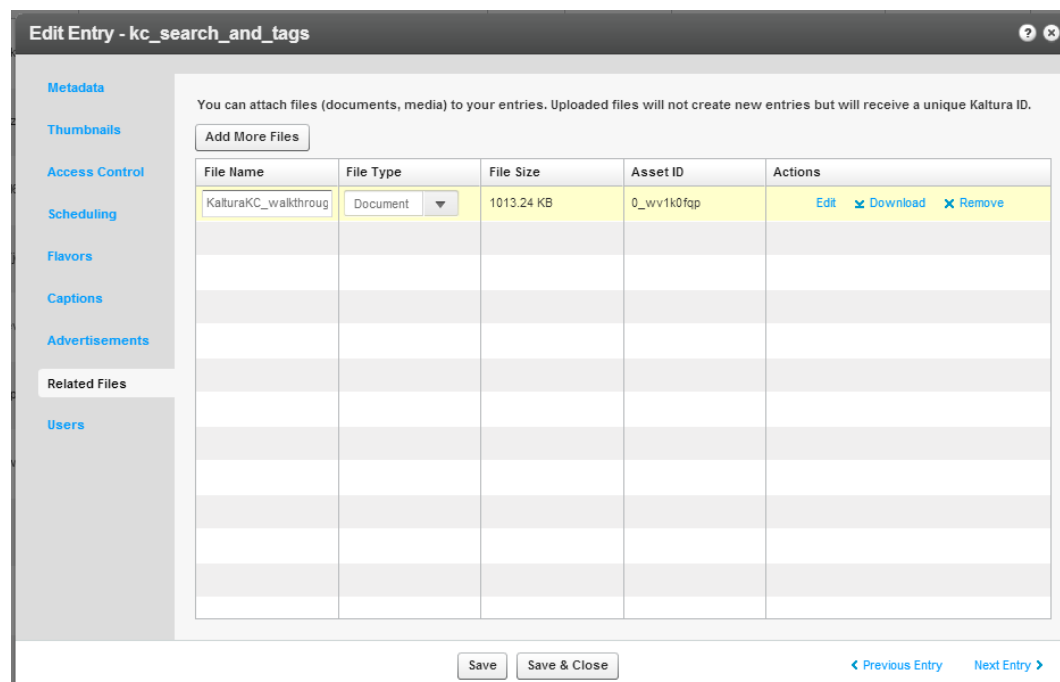 Edit Entry - kc_search_and_tags
Metadata
Thumbnails
Access Control
Scheduling
Flavors
Captions
Advertisements
Related Files
Users
You can attach files (documents, media) to your entries. Uploaded files will not create new entries but will receive a unique Kaltura ID.
Add More Files
File Name File Type File Size Asset ID Actions
KalturaKC_walkthroug Document 1013.24 KB 0_wv1k0fqp Edit Download Remove
Save Save & Close Previous Entry Next Entry